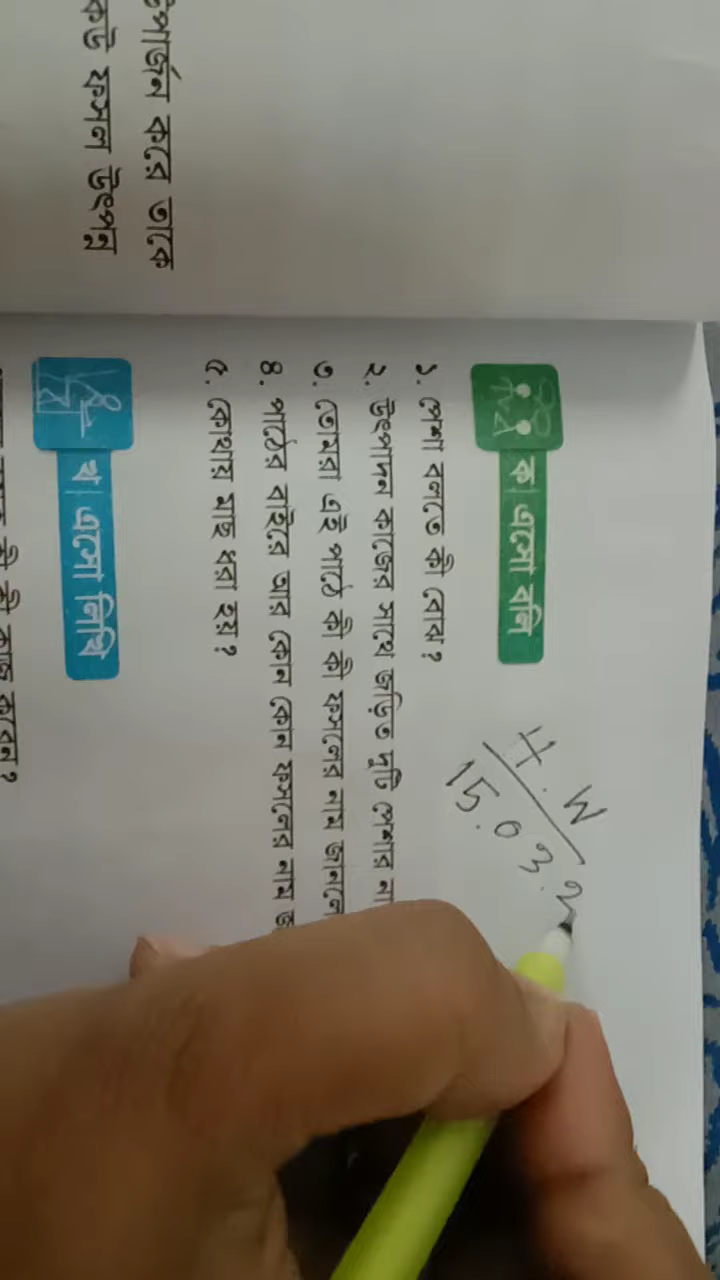 উপার্জন করে তাকে
ফসল উৎপন্ন
ক| এসো বলি
H.W
15.03.2
১. পেশা বলতে কী বোঝ?
২. উৎপাদন কাজের সাথে জড়িত দুটি পেশার না
৩. তোমরা এই পাঠে কী কী ফসলের নাম জানলে
৪. পাঠের বাইরে আর কোন কোন ফসলের নাম জ
৫. কোথায় মাছ ধরা হয়?
খ| এসো লিখি
কী কী কাজ করেন?